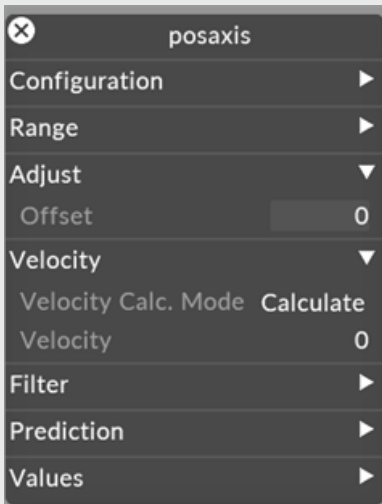 posaxis
Configuration
Range
Adjust
Offset 0
Velocity
Velocity Calc. Mode Calculate
Velocity 0
Filter
Prediction
Values